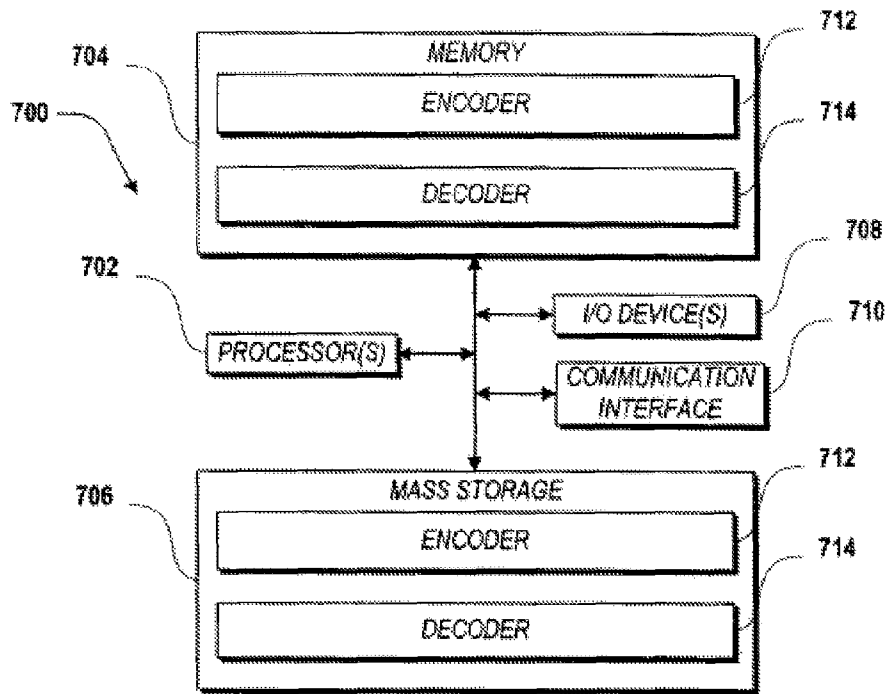 712
704
MEMORY
700
ENCODER
714
DECODER
708
702
I/O DEVICE(S)
710
PROCESSOR(S)
COMMUNICATION
INTERFACE
712
706
MASS STORAGE
ENCODER
714
DECODER